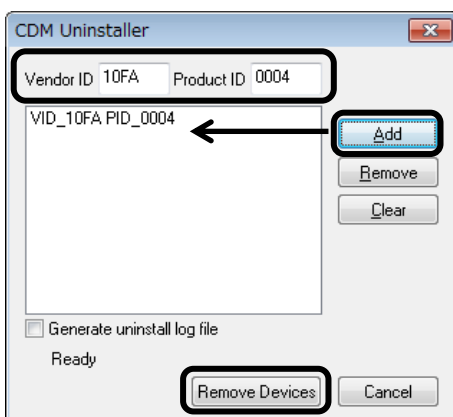 CDM Uninstaller
Vendor ID 10FA Product ID 0004
VID_10FA PID_0004
Add
Remove
Clear
Generate uninstall log file
Ready
Remove Devices Cancel